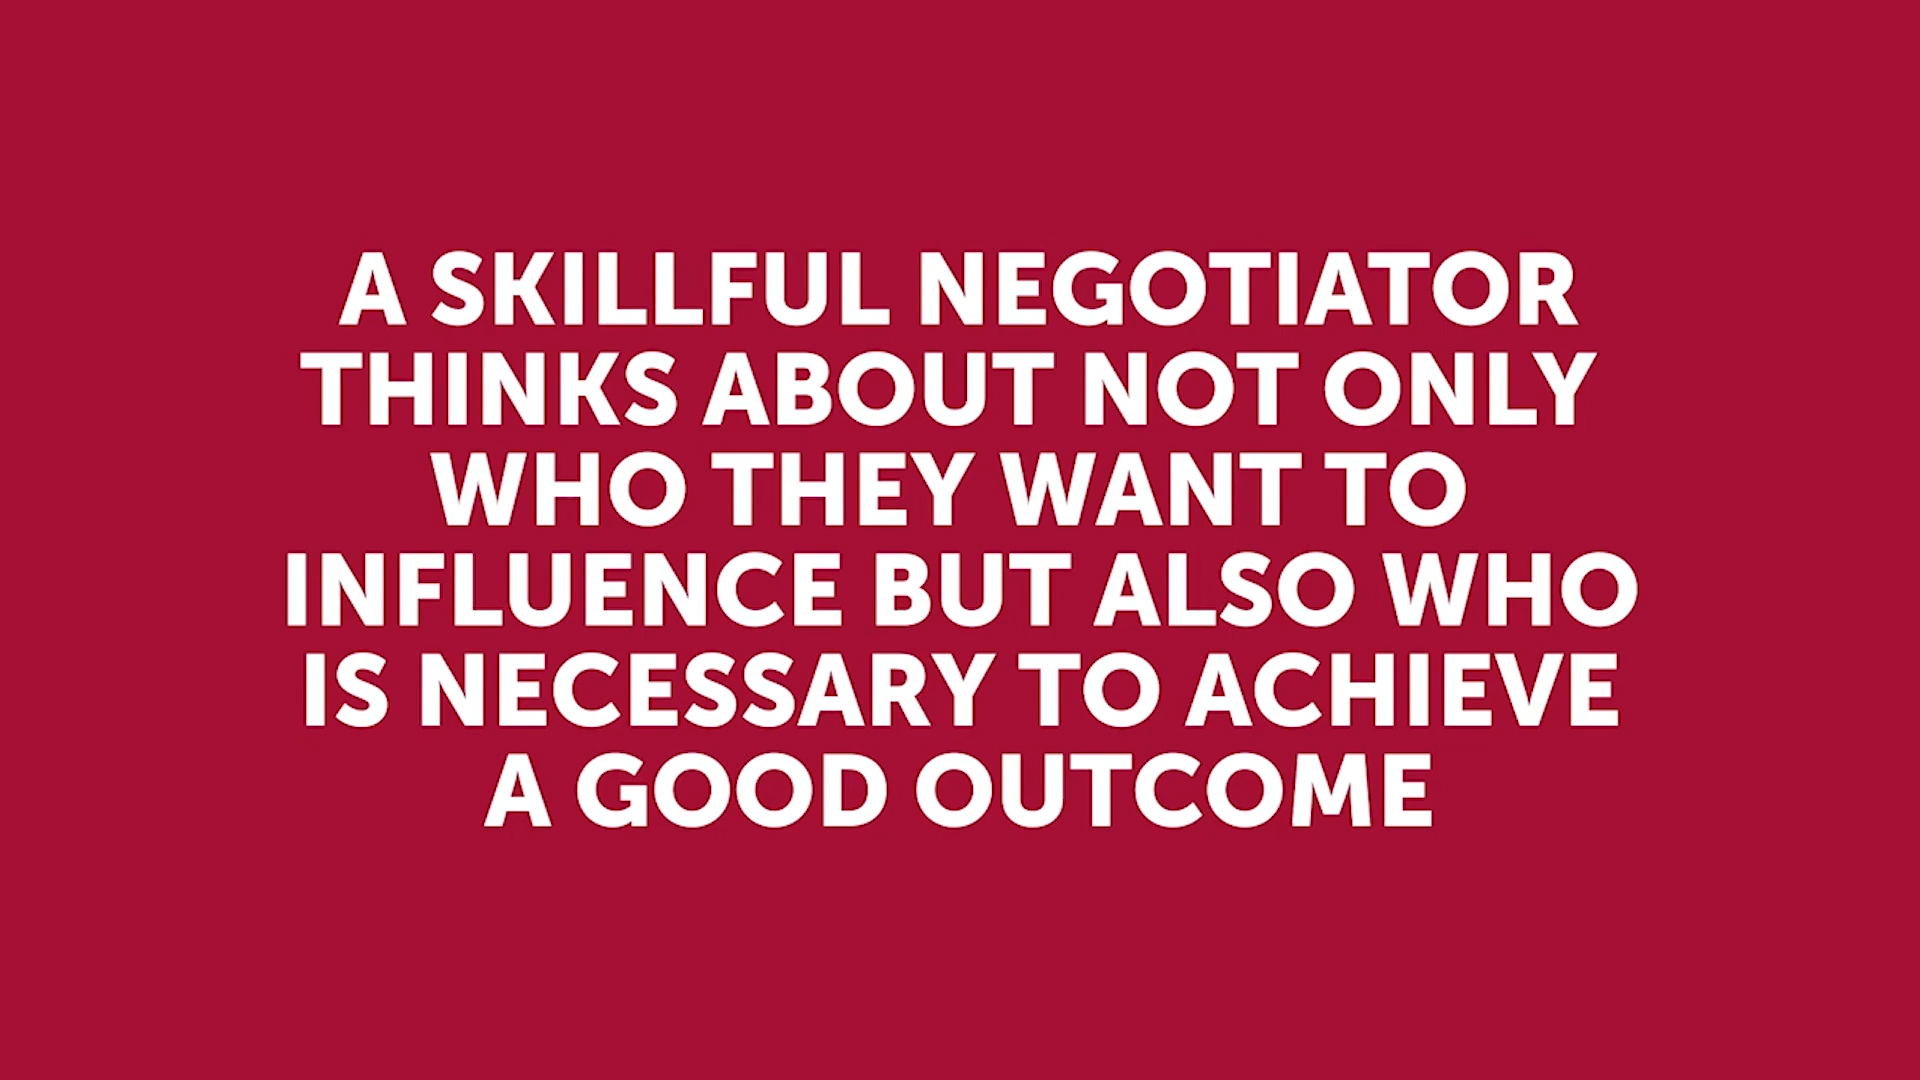 A SKILLFUL NEGOTIATOR
THINKS ABOUT NOT ONLY
WHO THEY WANT TO
INFLUENCE BUT ALSO WHO
IS NECESSARY TO ACHIEVE
A GOOD OUTCOME